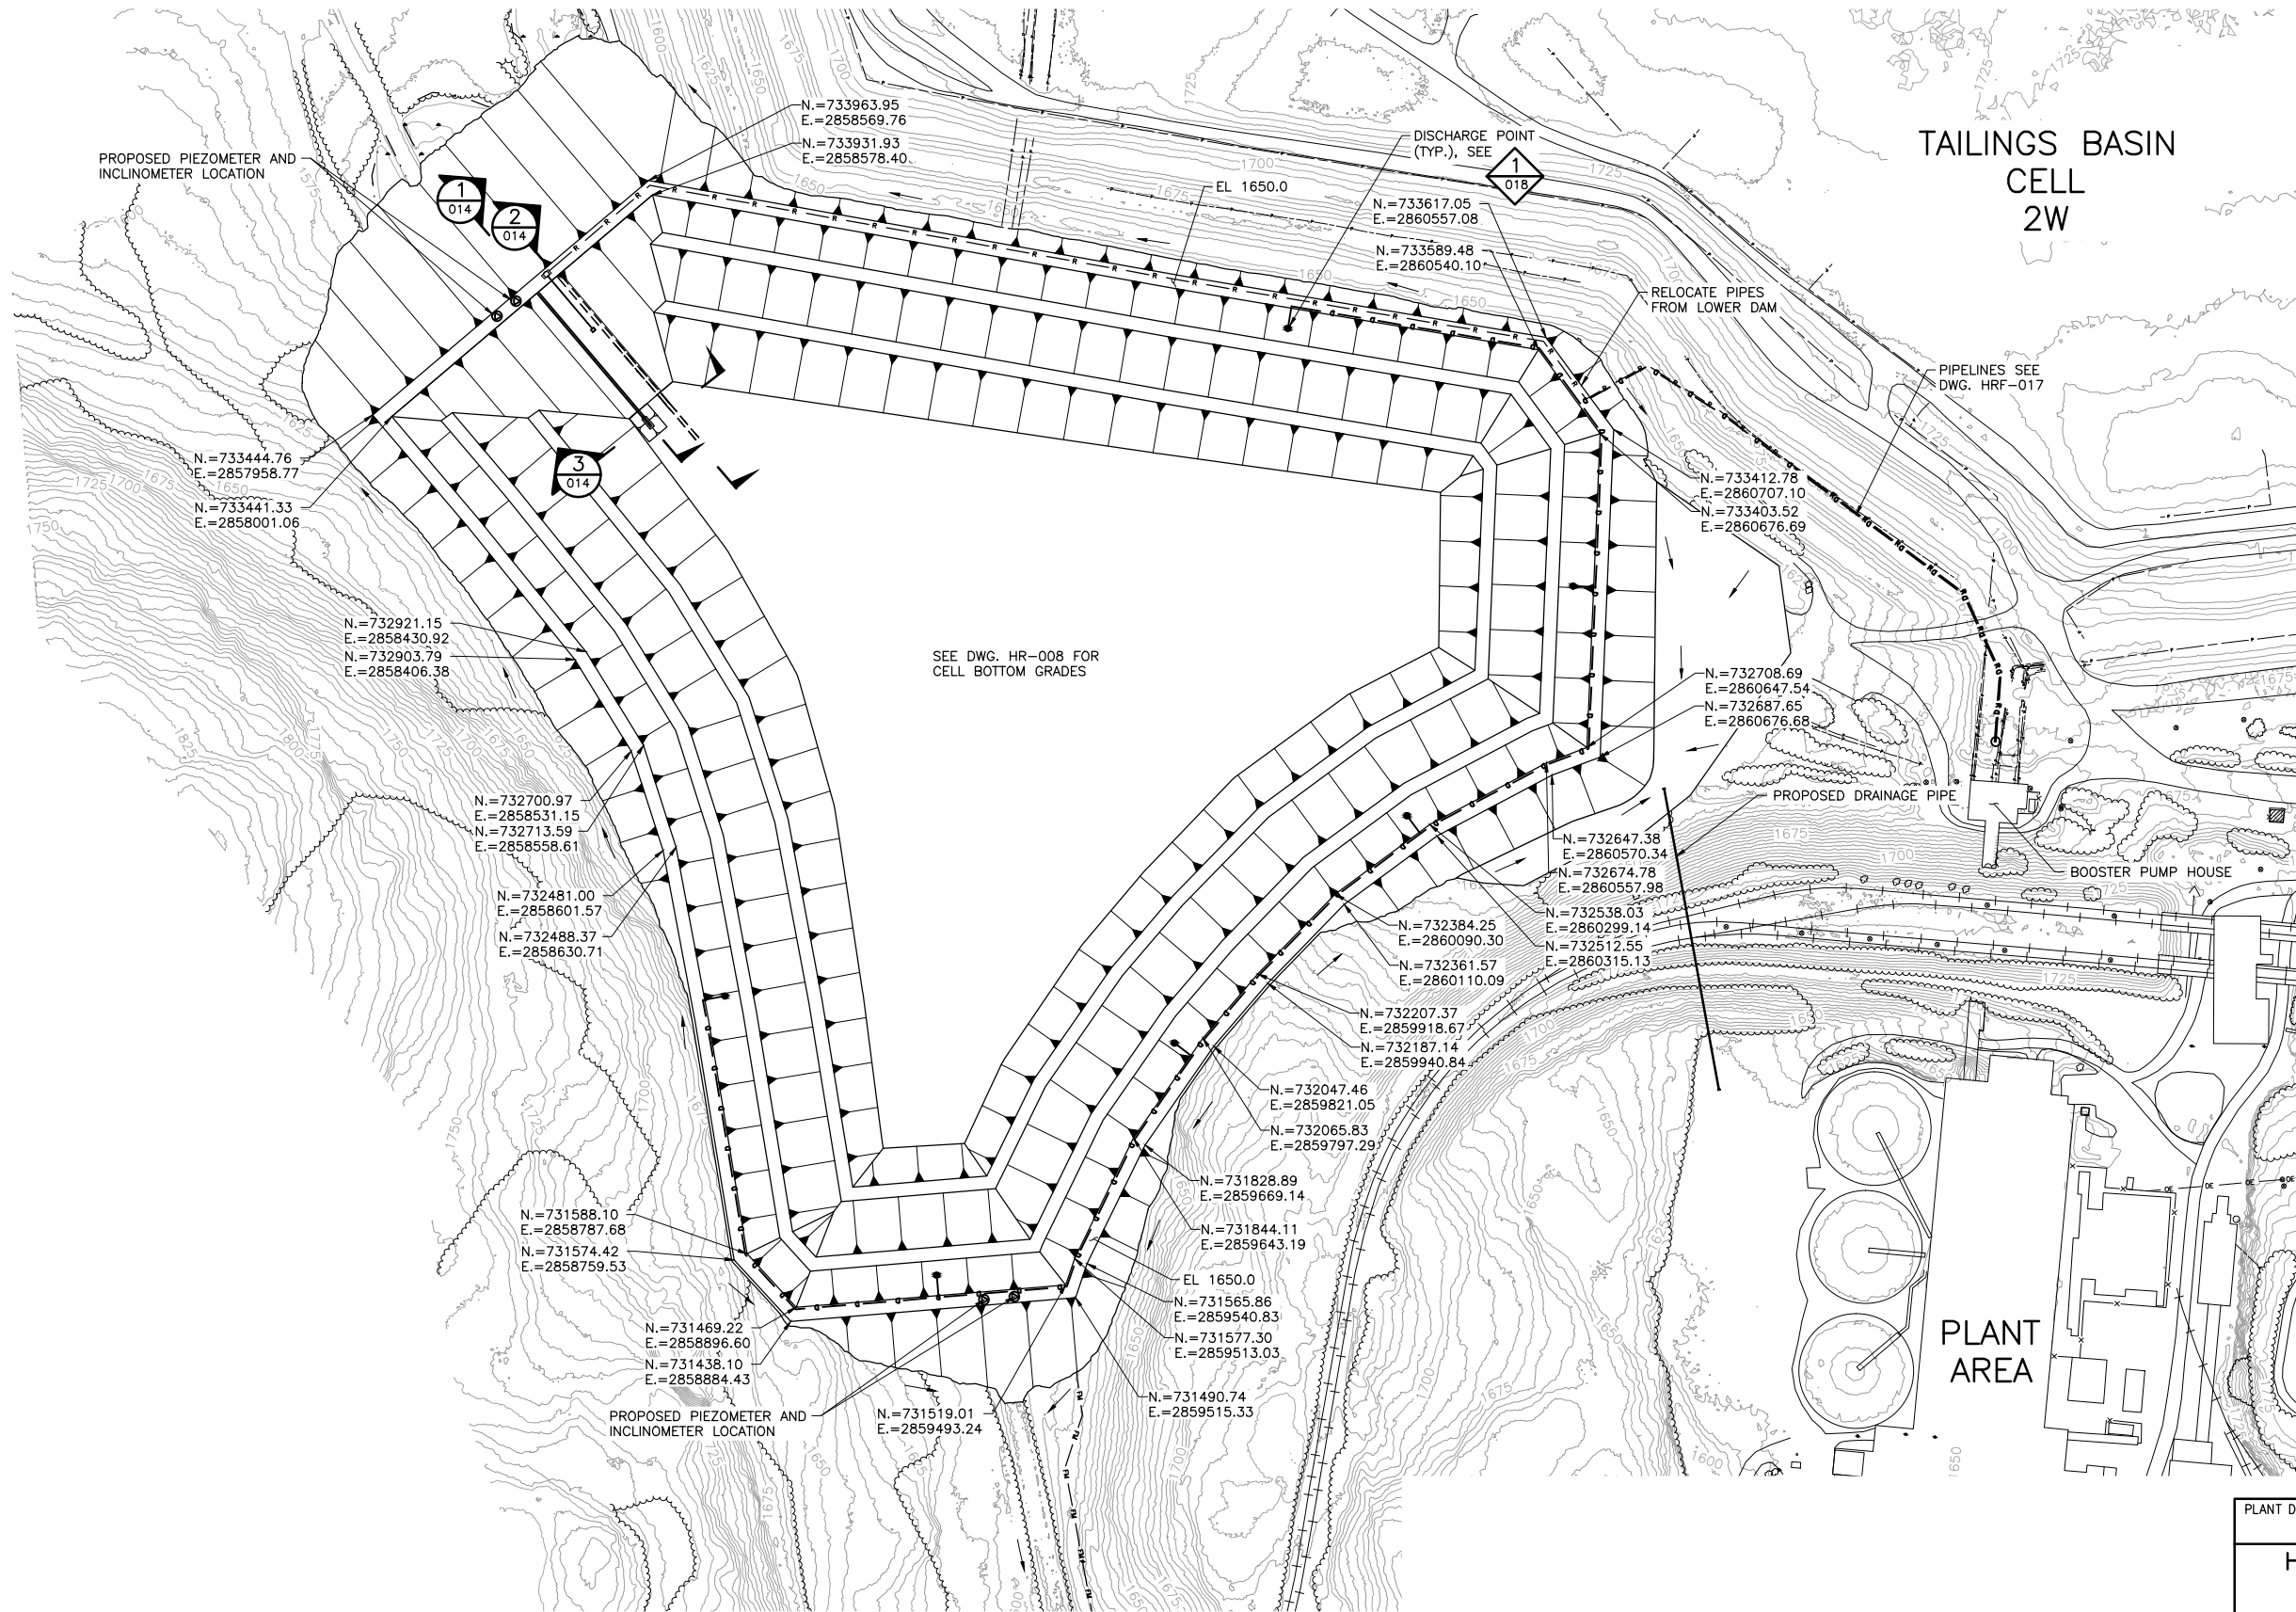 TAILINGS BASIN
CELL
2W
PROPOSED PIEZOMETER AND
INCLINOMETER LOCATION
1
014
2
014
3
014
N.=733963.95
E.=2858569.76
N.=733931.93
E.=2858578.40
DISCHARGE POINT
(TYP.), SEE
1
018
EL 1650.0
N.=733617.05
E.=2860557.08
N.=733589.48
E.=2860540.10
RELOCATE PIPES
FROM LOWER DAM
PIPELINES SEE
DWG. HRF-017
N.=733444.76
E.=2857958.77
N.=733441.33
E.=2858001.06
N.=733412.78
E.=2860707.10
N.=733403.52
E.=2860676.69
N.=732921.15
E.=2858430.92
N.=732903.79
E.=2858406.38
SEE DWG. HR-008 FOR
CELL BOTTOM GRADES
N.=732708.69
E.=2860647.54
N.=732687.65
E.=2860676.68
N.=732700.97
E.=2858531.15
N.=732713.59
E.=2858558.61
PROPOSED DRAINAGE PIPE
BOOSTER PUMP HOUSE
N.=732647.38
E.=2860570.34
N.=732674.78
E.=2860557.98
N.=732481.00
E.=2858601.57
N.=732488.37
E.=2858630.71
N.=732538.03
E.=2860299.14
N.=732512.55
E.=2860315.13
N.=732384.25
E.=2860090.30
N.=732361.57
E.=2860110.09
N.=732207.37
E.=2859918.67
N.=732187.14
E.=2859940.84
N.=732047.46
E.=2859821.05
N.=732065.83
E.=2859797.29
N.=731828.89
E.=2859669.14
N.=731844.11
E.=2859643.19
N.=731588.10
E.=2858787.68
N.=731574.42
E.=2858759.53
EL 1650.0
N.=731565.86
E.=2859540.83
N.=731577.30
E.=2859513.03
N.=731469.22
E.=2858896.60
N.=731438.10
E.=2858884.43
N.=731490.74
E.=2859515.33
N.=731519.01
E.=2859493.24
PROPOSED PIEZOMETER AND
INCLINOMETER LOCATION
PLANT
AREA
PLANT D
H